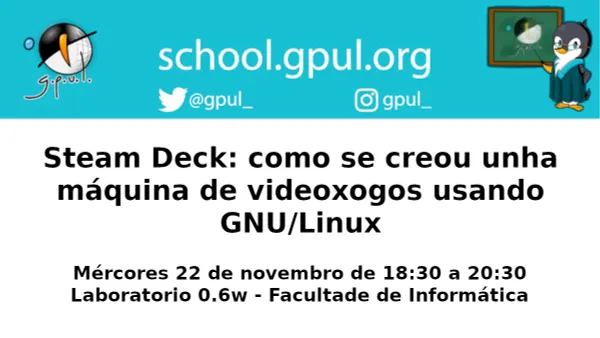 g.p.u.l.
school.gpul.org
@gpul_
gpul_
Steam Deck: como se creou unha
máquina de videoxogos usando
GNU/Linux
Mércores 22 de novembro de 18:30 a 20:30
Laboratorio 0.6w - Facultade de Informática